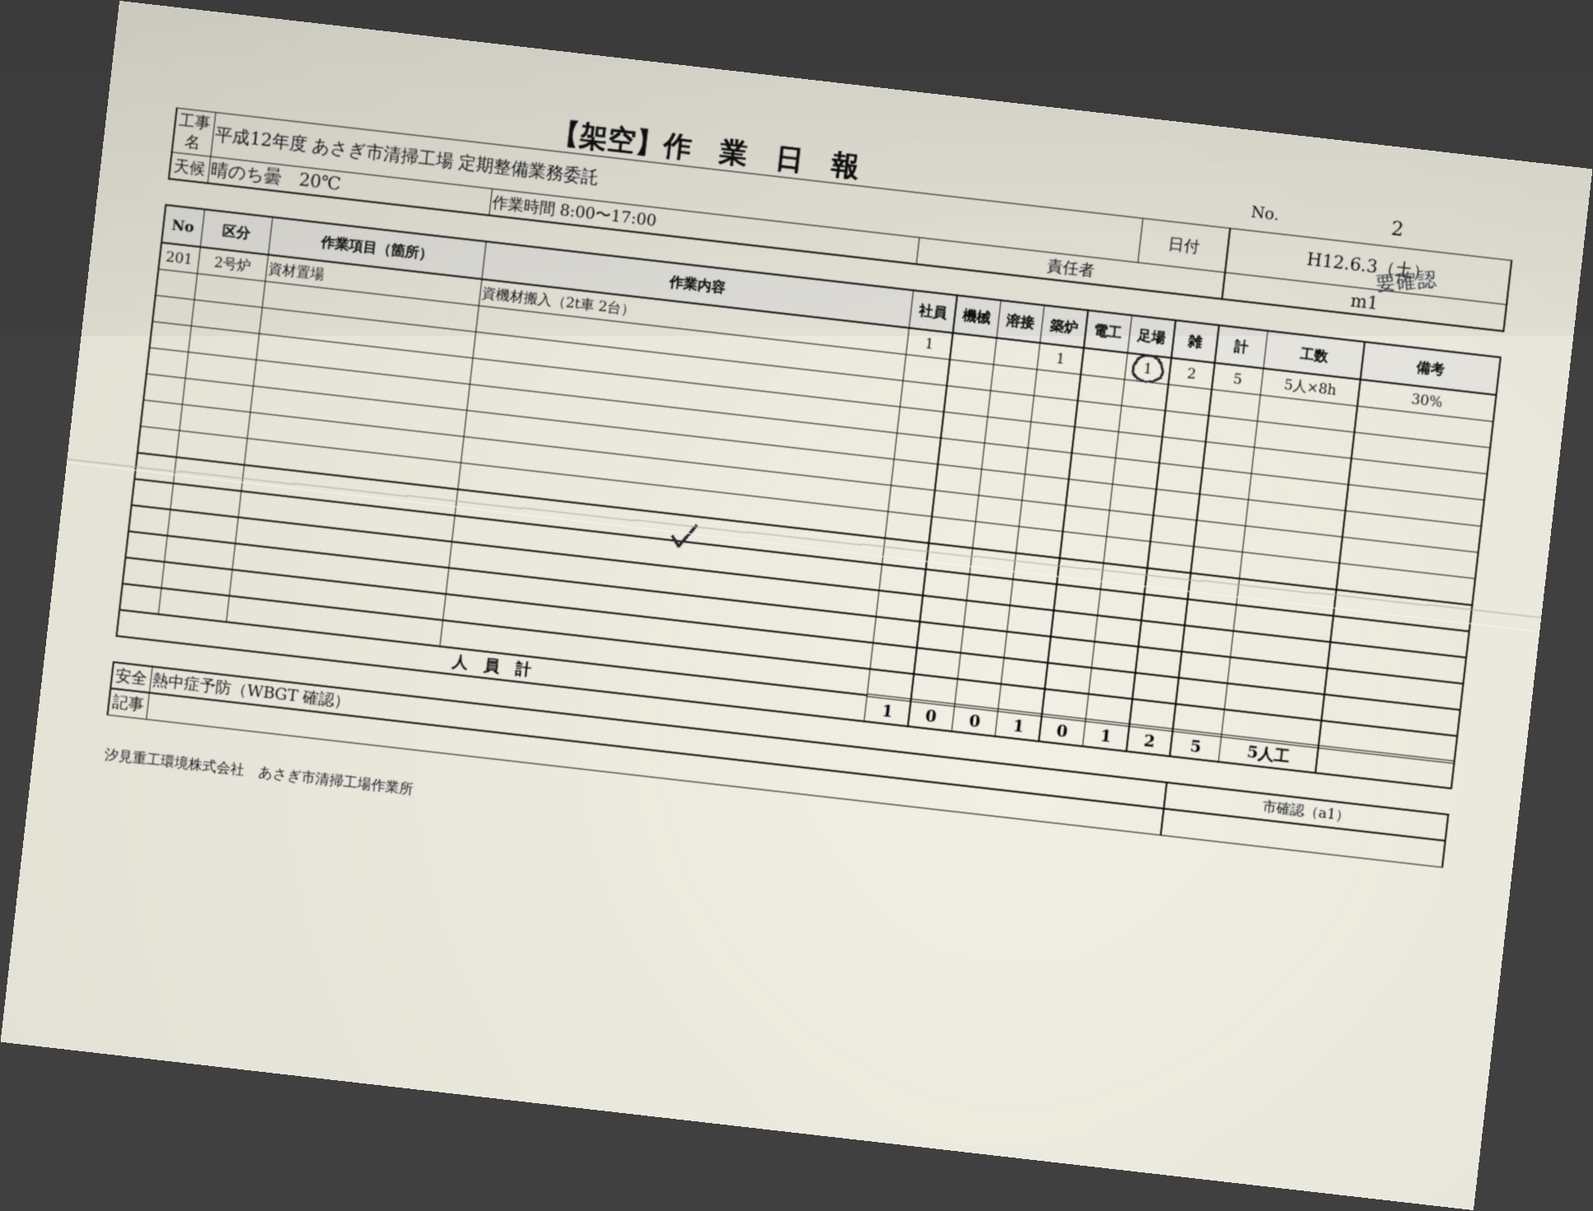 【架空】作　業　日　報
No.　2
工事名　平成12年度 あさぎ市清掃工場 定期整備業務委託　日付　H12.6.3（土）
要確認
天候　晴のち曇　20℃　作業時間 8:00〜17:00　責任者　m1
No　区分　作業項目（箇所）　作業内容　社員　機械　溶接　築炉　電工　足場　雑　計　工数　備考
201　2号炉　資材置場　資機材搬入（2t車 2台）　1　1　1　2　5　5人×8h　30%
人　員　計　1　0　0　1　0　1　2　5　5人工
安全　熱中症予防（WBGT 確認）　市確認（a1）
記事
汐見重工環境株式会社　あさぎ市清掃工場作業所